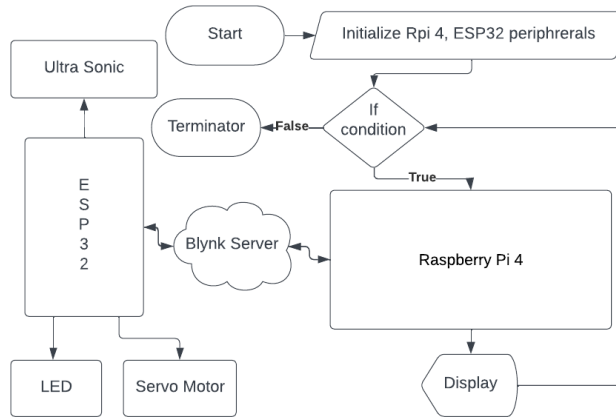 Start
Initialize Rpi 4, ESP32 periphrerals
Ultra Sonic
If
condition
Terminator
False
True
E
S
P
3
2
Blynk Server
Raspberry Pi 4
LED
Servo Motor
Display